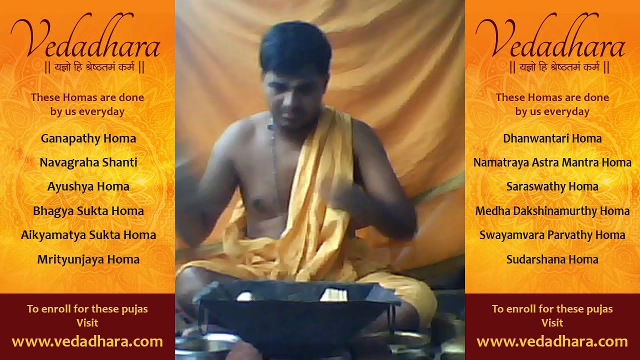 Vedadhara
|| यज्ञो हि श्रेष्ठतमं कर्म ||
These Homas are done
by us everyday
Ganapathy Homa
Navagraha Shanti
Ayushya Homa
Bhagya Sukta Homa
Aikyamatya Sukta Homa
Mrityunjaya Homa
To enroll for these pujas
Visit
www.vedadhara.com
Vedadhara
|| यज्ञो हि श्रेष्ठतमं कर्म ||
These Homas are done
by us everyday
Dhanwantari Homa
Namatraya Astra Mantra Homa
Saraswathy Homa
Medha Dakshinamurthy Homa
Swayamvara Parvathy Homa
Sudarshana Homa
To enroll for these pujas
Visit
www.vedadhara.com